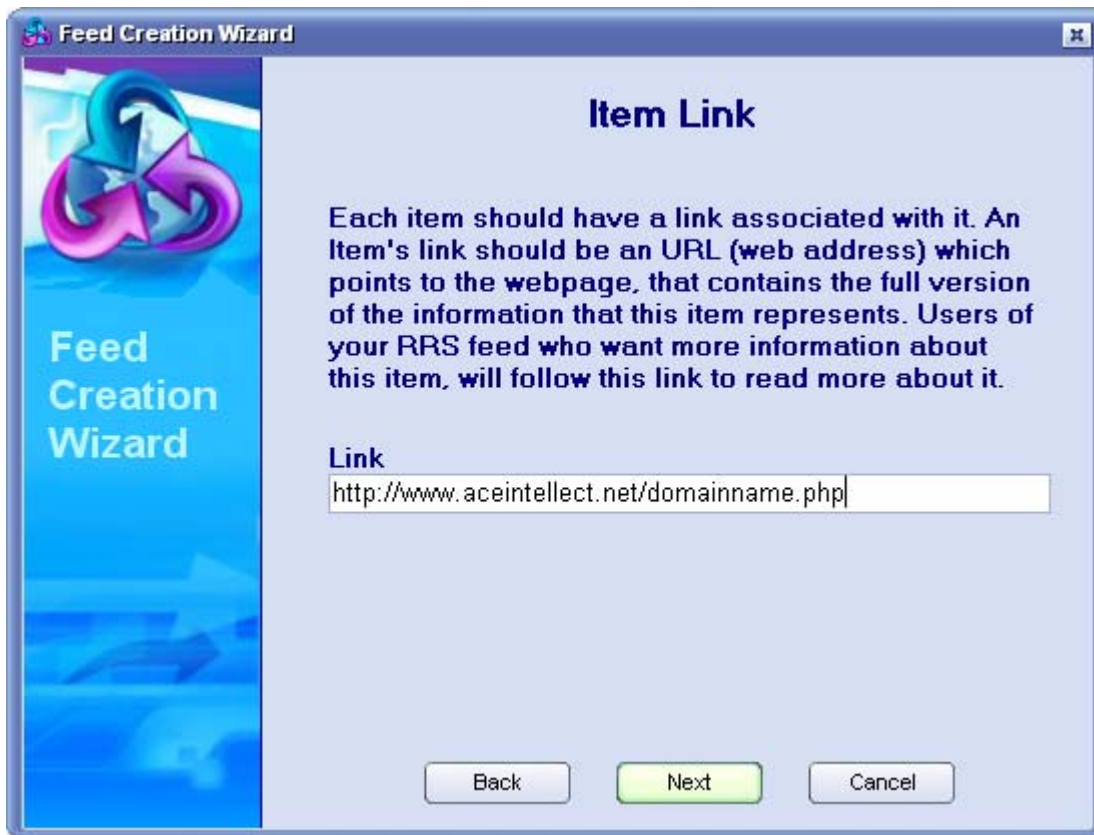 Feed Creation Wizard
Item Link
Each item should have a link associated with it. An
Item's link should be an URL (web address) which
points to the webpage, that contains the full version
of the information that this item represents. Users of
your RRS feed who want more information about
this item, will follow this link to read more about it.
Feed
Creation
Wizard
Link
http://www.aceintellect.net/domainname.php
Back
Next
Cancel